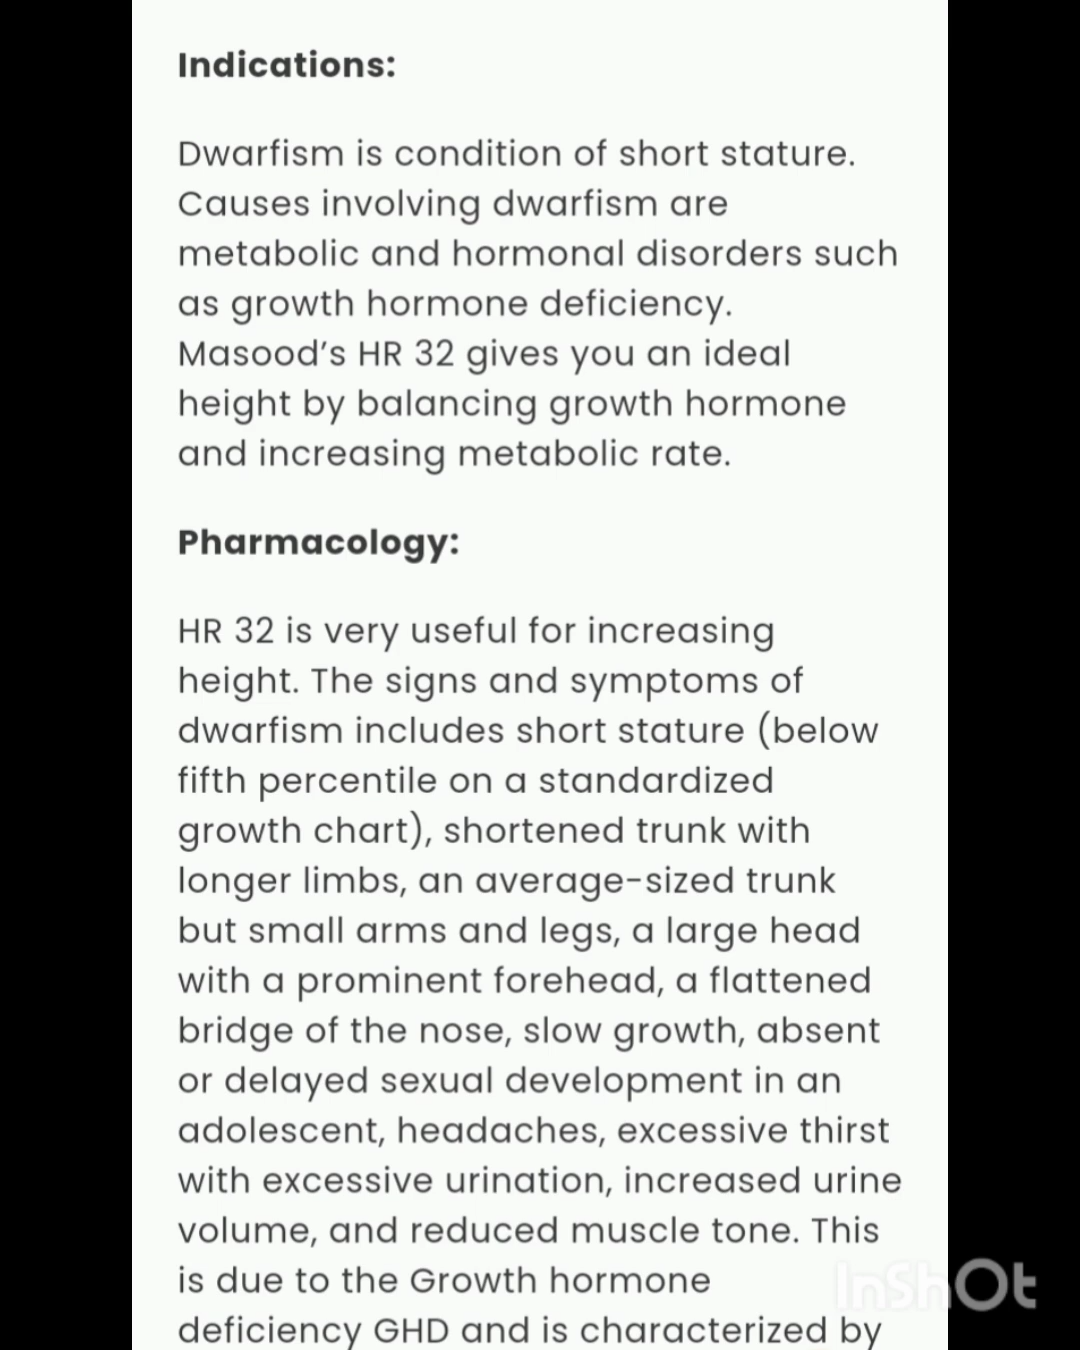 Indications:
Dwarfism is condition of short stature.
Causes involving dwarfism are
metabolic and hormonal disorders such
as growth hormone deficiency.
Masood’s HR 32 gives you an ideal
height by balancing growth hormone
and increasing metabolic rate.
Pharmacology:
HR 32 is very useful for increasing
height. The signs and symptoms of
dwarfism includes short stature (below
fifth percentile on a standardized
growth chart), shortened trunk with
longer limbs, an average-sized trunk
but small arms and legs, a large head
with a prominent forehead, a flattened
bridge of the nose, slow growth, absent
or delayed sexual development in an
adolescent, headaches, excessive thirst
with excessive urination, increased urine
volume, and reduced muscle tone. This
is due to the Growth hormone
deficiency GHD and is characterized by
InShOt